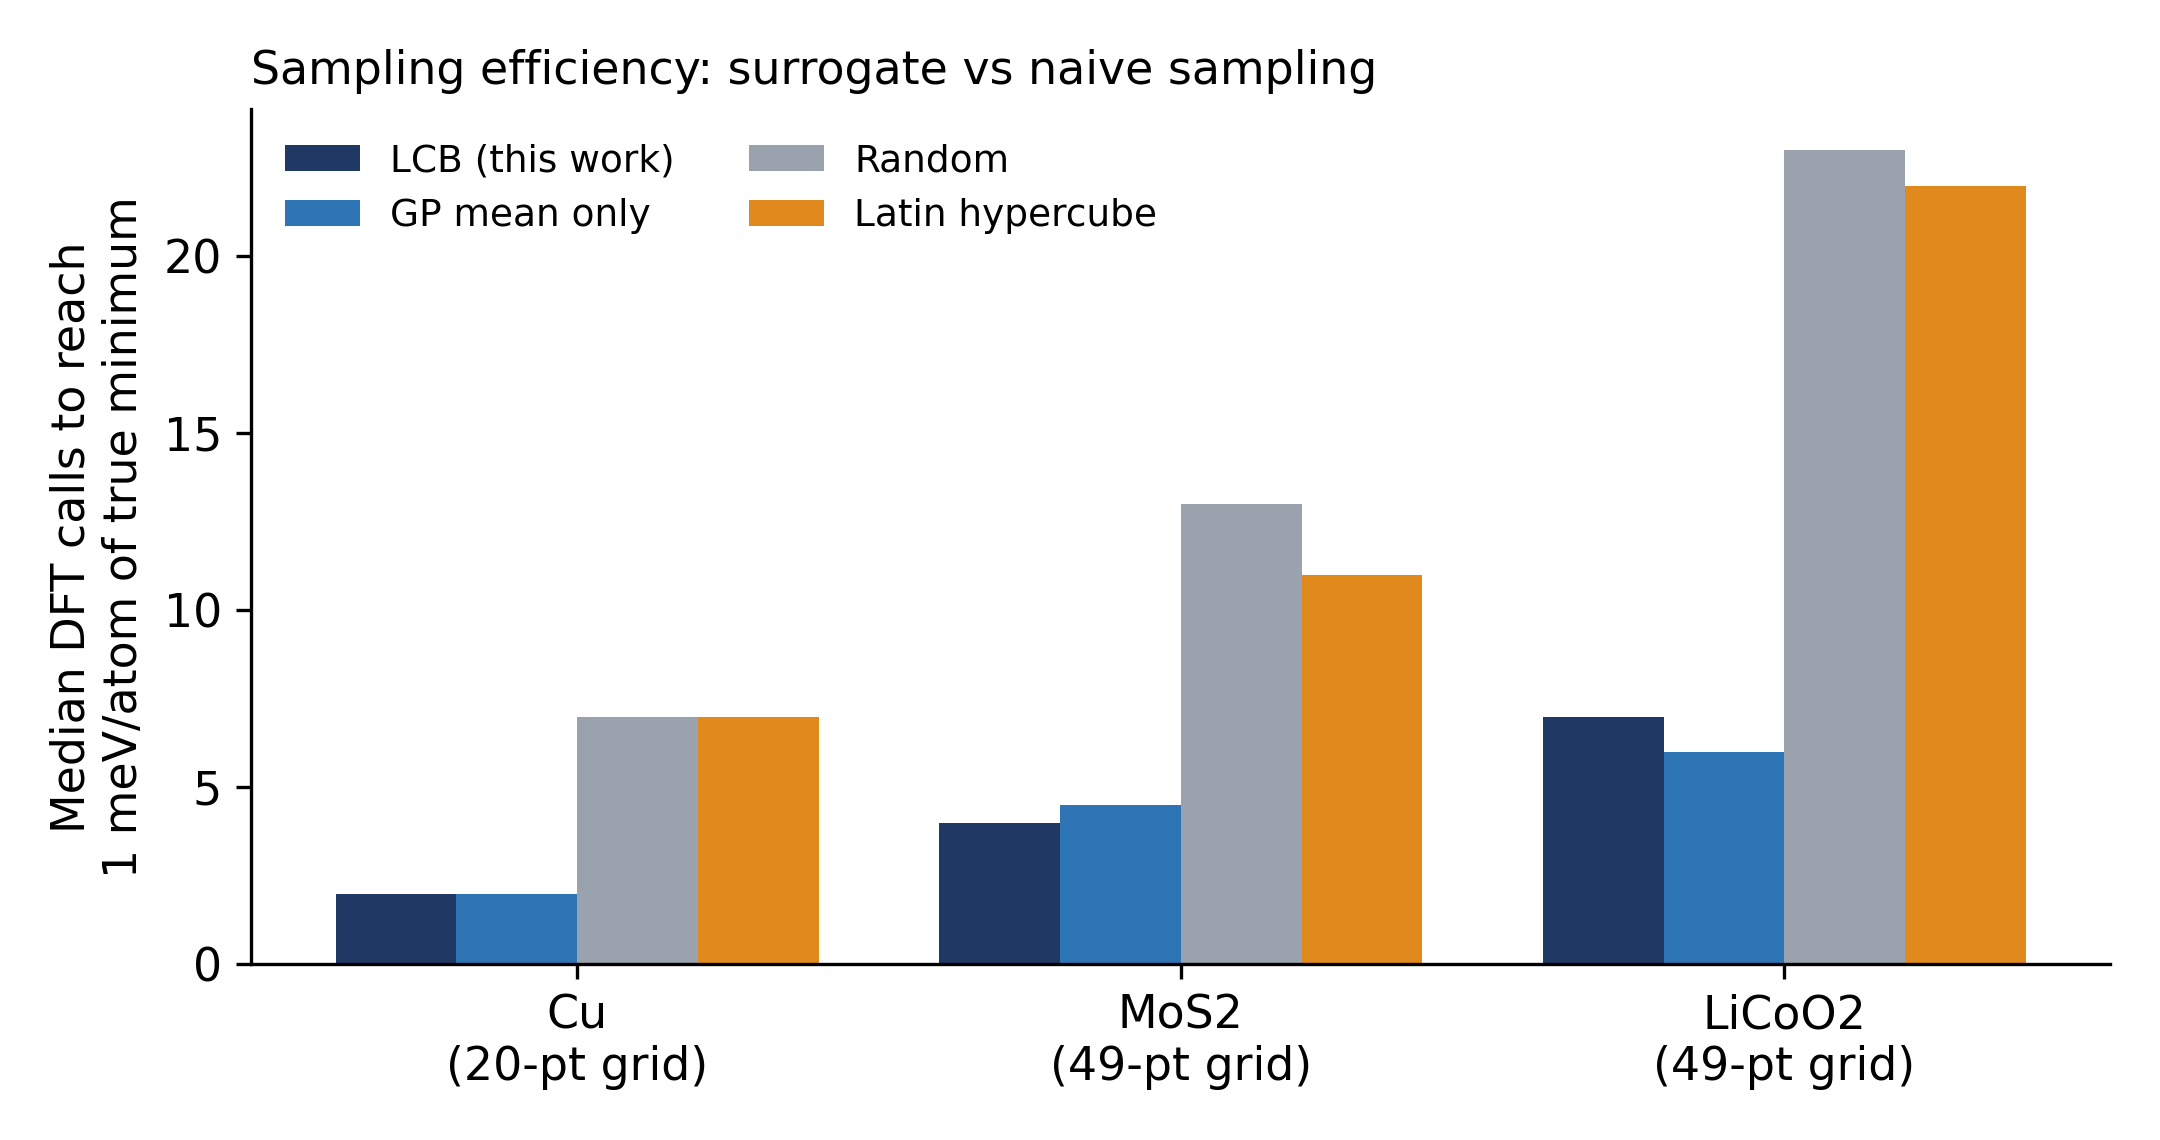 Sampling efficiency: surrogate vs naive sampling
LCB (this work)
GP mean only
Random
Latin hypercube
Median DFT calls to reach
1 meV/atom of true minimum
20
15
10
5
0
Cu
(20-pt grid)
MoS2
(49-pt grid)
LiCoO2
(49-pt grid)